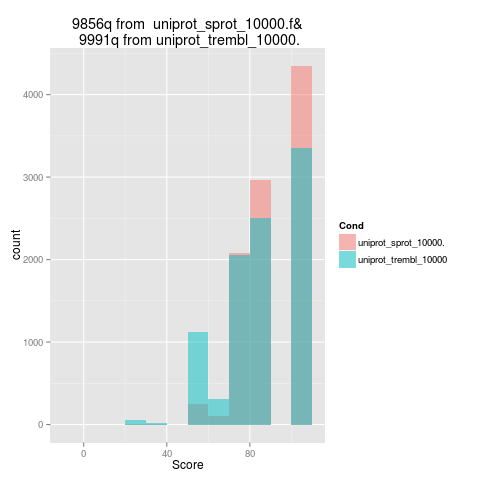 9856q from  uniprot_sprot_10000.f&
9991q from uniprot_trembl_10000.
4000
3000
2000
1000
0
count
0 40 80
Score
Cond
uniprot_sprot_10000.
uniprot_trembl_10000